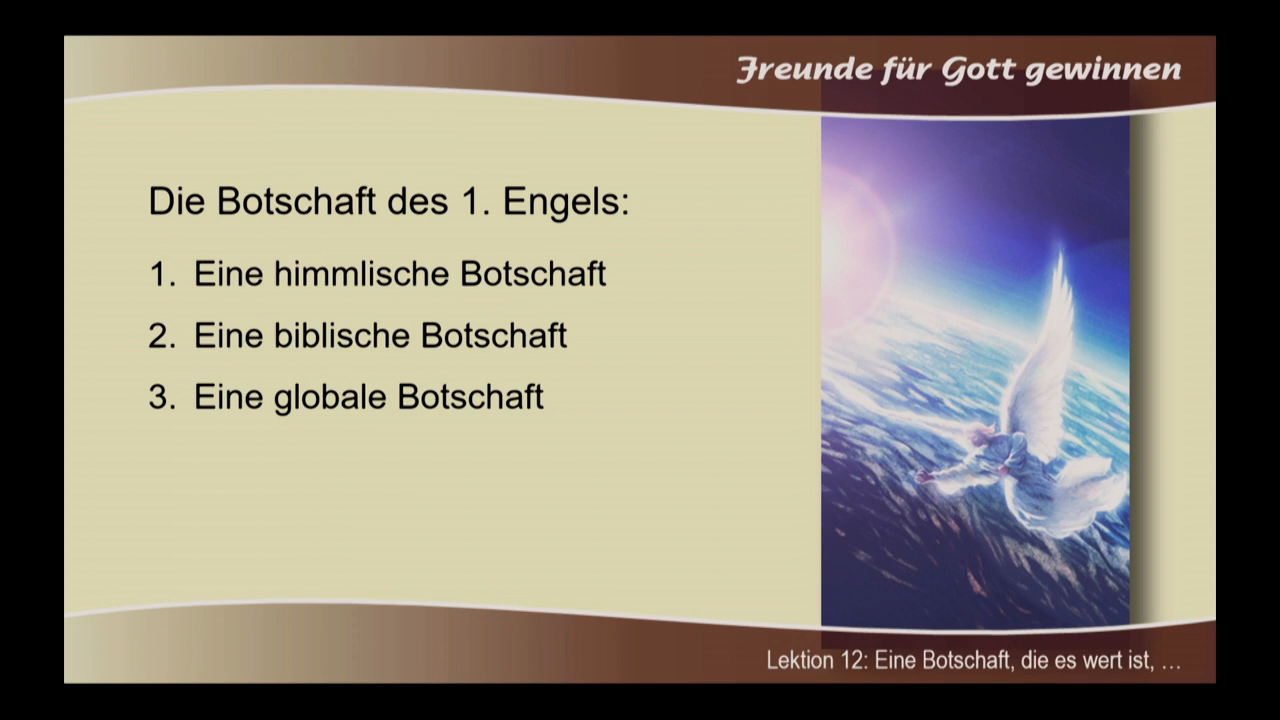 Freunde für Gott gewinnen
Die Botschaft des 1. Engels:
1. Eine himmlische Botschaft
2. Eine biblische Botschaft
3. Eine globale Botschaft
Lektion 12: Eine Botschaft, die es wert ist, …